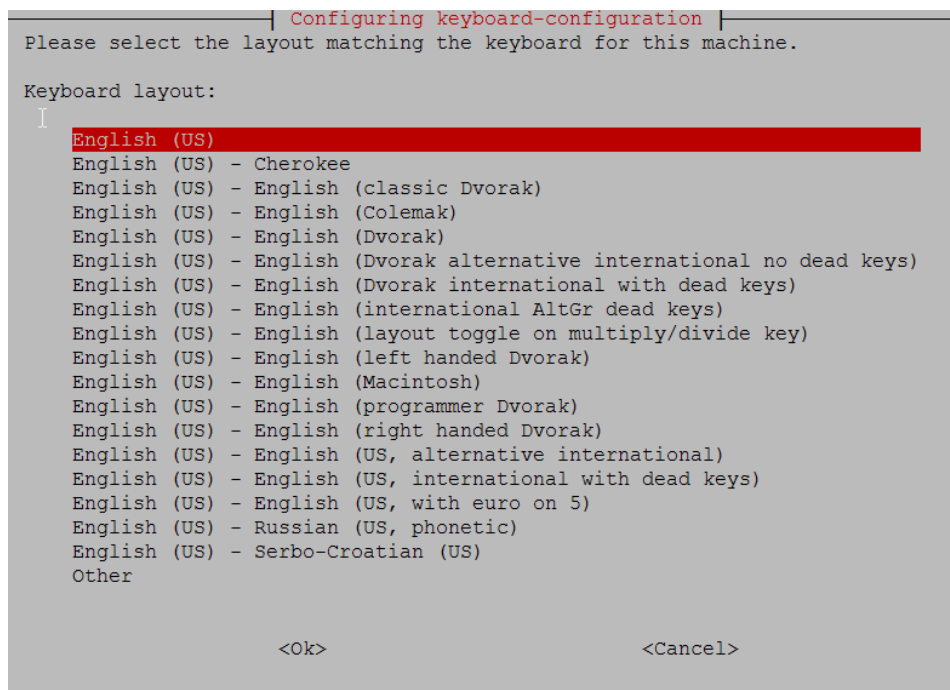 Configuring keyboard-configuration
Please select the layout matching the keyboard for this machine.
Keyboard layout:
English (US)
English (US) - Cherokee
English (US) - English (classic Dvorak)
English (US) - English (Colemak)
English (US) - English (Dvorak)
English (US) - English (Dvorak alternative international no dead keys)
English (US) - English (Dvorak international with dead keys)
English (US) - English (international AltGr dead keys)
English (US) - English (layout toggle on multiply/divide key)
English (US) - English (left handed Dvorak)
English (US) - English (Macintosh)
English (US) - English (programmer Dvorak)
English (US) - English (right handed Dvorak)
English (US) - English (US, alternative international)
English (US) - English (US, international with dead keys)
English (US) - English (US, with euro on 5)
English (US) - Russian (US, phonetic)
English (US) - Serbo-Croatian (US)
Other
<Ok> <Cancel>